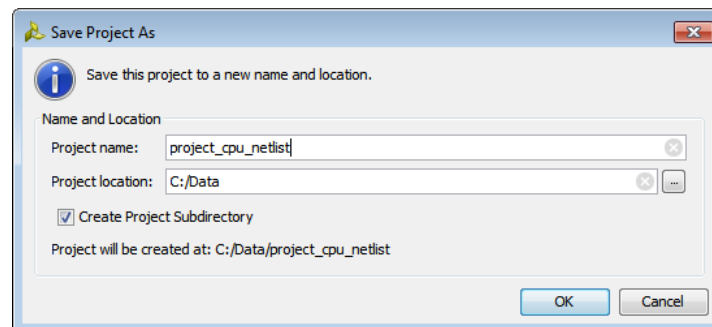 Save Project As
Save this project to a new name and location.
Name and Location
Project name: project_cpu_netlist
Project location: C:/Data ...
Create Project Subdirectory
Project will be created at: C:/Data/project_cpu_netlist
OK Cancel